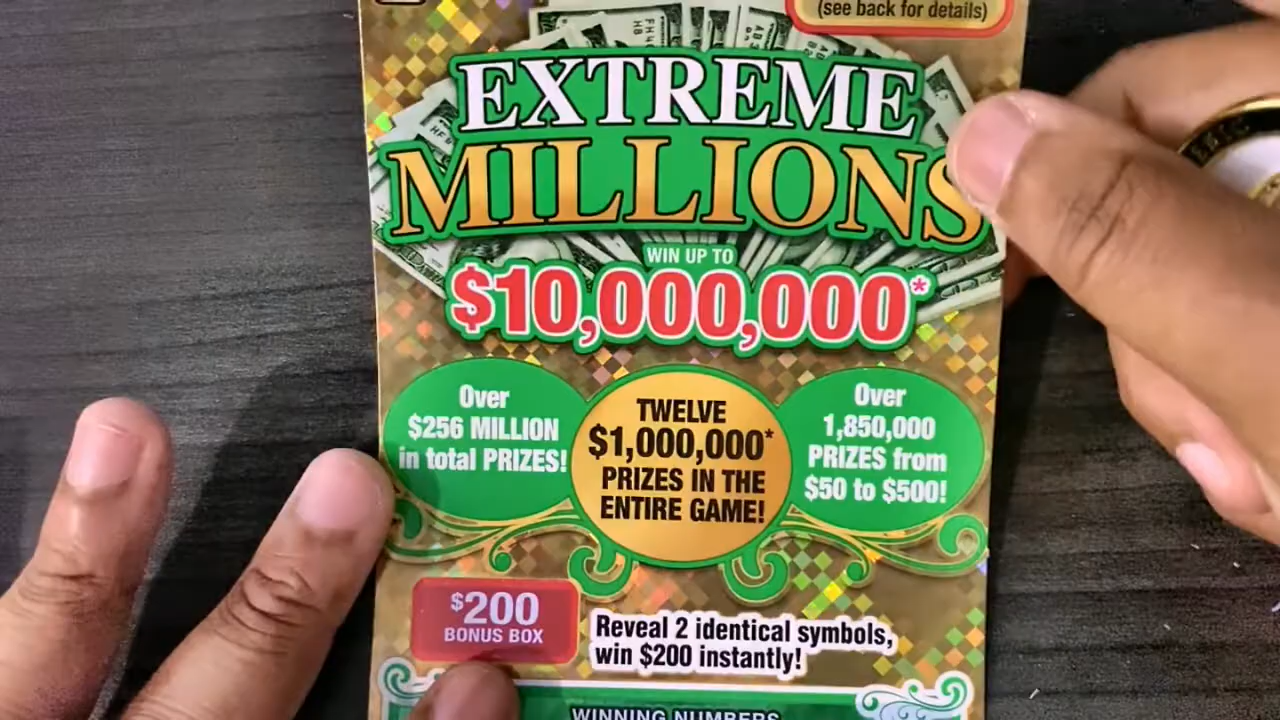 (see back for details)
EXTREME
MILLIONS
WIN UP TO
$10,000,000*
Over
$256 MILLION
in total PRIZES!
TWELVE
$1,000,000*
PRIZES IN THE
ENTIRE GAME!
Over
1,850,000
PRIZES from
$50 to $500!
$200
BONUS BOX
Reveal 2 identical symbols,
win $200 instantly!
WINNING NUMBERS